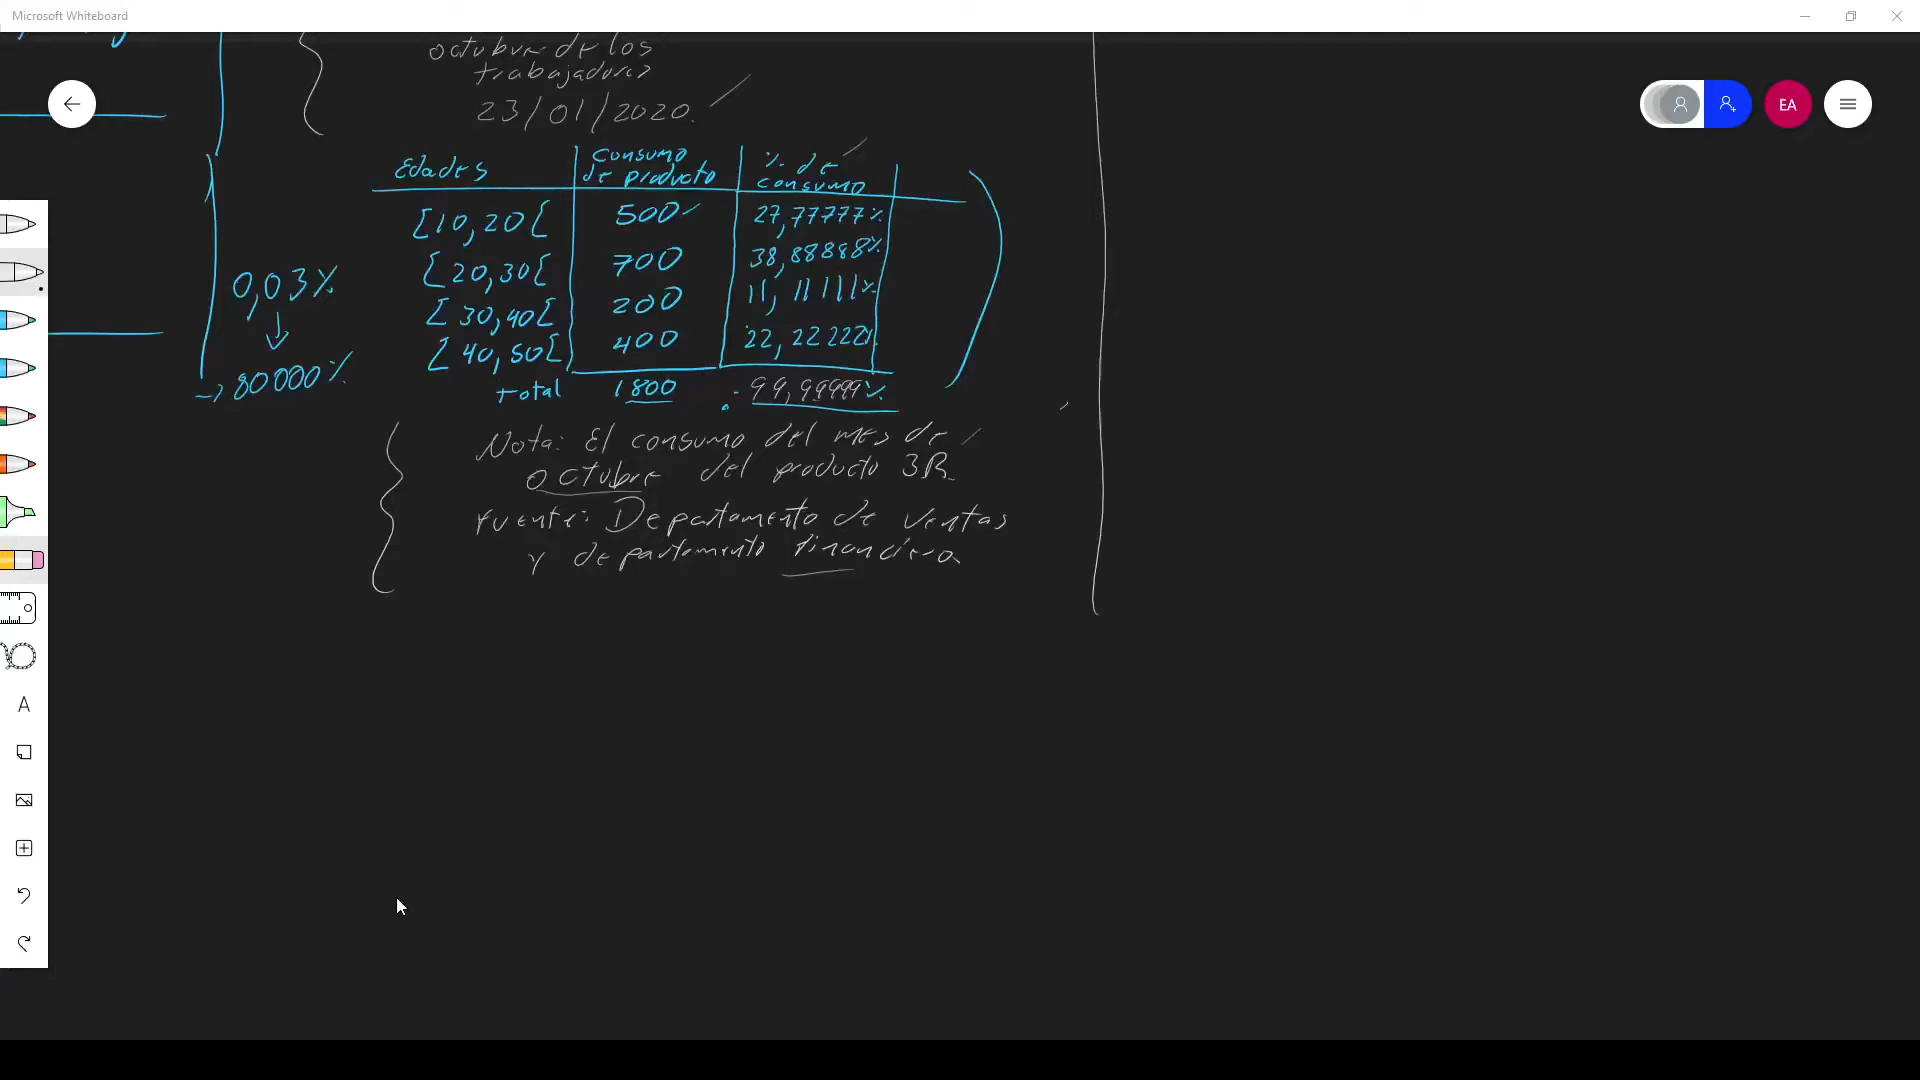 Microsoft Whiteboard
octubre de los
trabajadores
23/01/2020.
EA
Edades Consumo de producto % de consumo
[10,20[ 500 27,77777%
[20,30[ 700 38,88888%
[30,40[ 200 11,11111%
[40,50[ 400 22,22222%
total 1800 99,99999%
0,03%
80000%
Nota: El consumo del mes de
octubre del producto 3R.
Fuente: Departamento de ventas
y departamento financiero
A